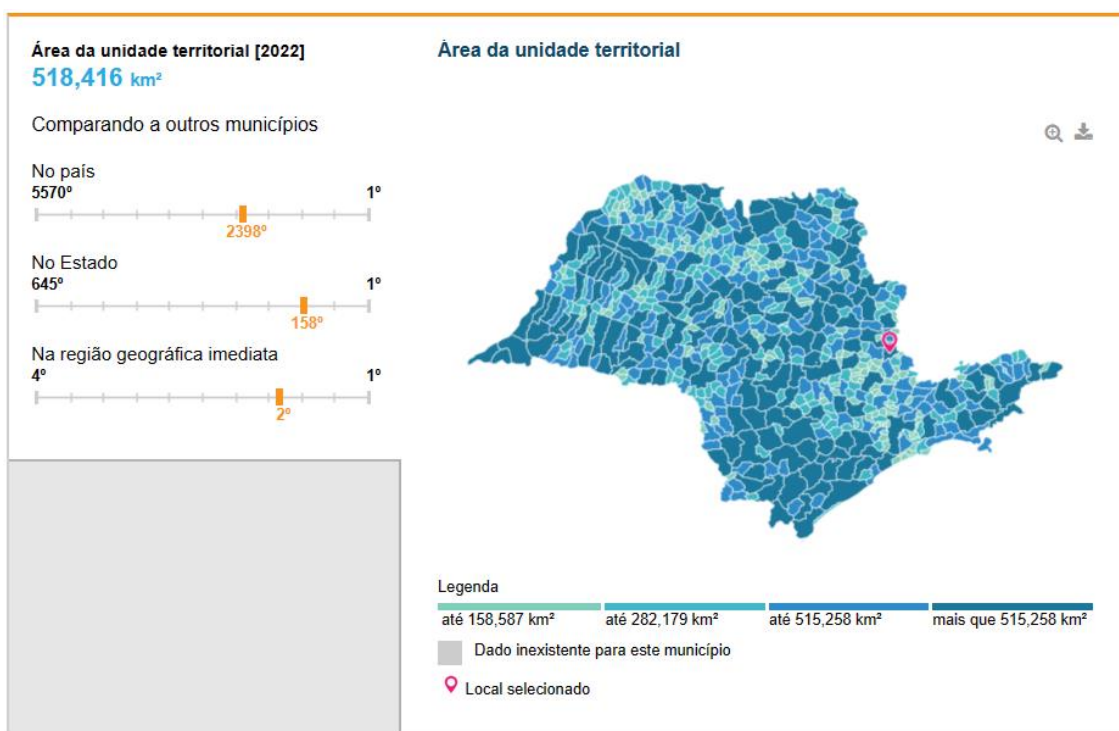 Área da unidade territorial [2022]
518,416 km²
Comparando a outros municípios
No país
5570º 1º
2398º
No Estado
645º 1º
158º
Na região geográfica imediata
4º 1º
2º
Área da unidade territorial
Legenda
até 158,587 km² até 282,179 km² até 515,258 km² mais que 515,258 km²
Dado inexistente para este município
Local selecionado